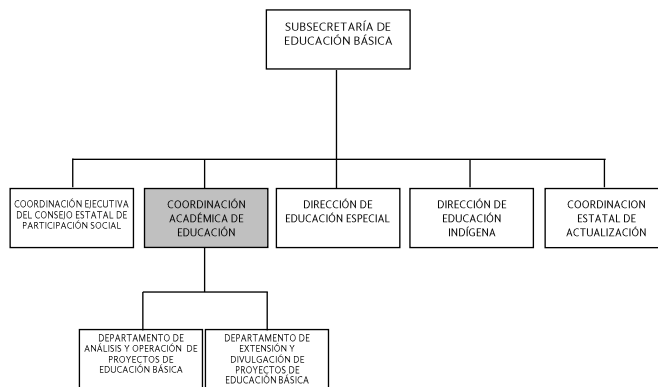 SUBSECRETARÍA DE
EDUCACIÓN BÁSICA
COORDINACIÓN EJECUTIVA
DEL CONSEJO ESTATAL DE
PARTICIPACIÓN SOCIAL
COORDINACIÓN
ACADÉMICA DE
EDUCACIÓN
DIRECCIÓN DE
EDUCACIÓN ESPECIAL
DIRECCIÓN DE
EDUCACIÓN
INDÍGENA
COORDINACION
ESTATAL DE
ACTUALIZACIÓN
DEPARTAMENTO DE
ANÁLISIS Y OPERACIÓN DE
PROYECTOS DE
EDUCACIÓN BÁSICA
DEPARTAMENTO DE
EXTENSIÓN Y
DIVULGACIÓN DE
PROYECTOS DE
EDUCACIÓN BÁSICA